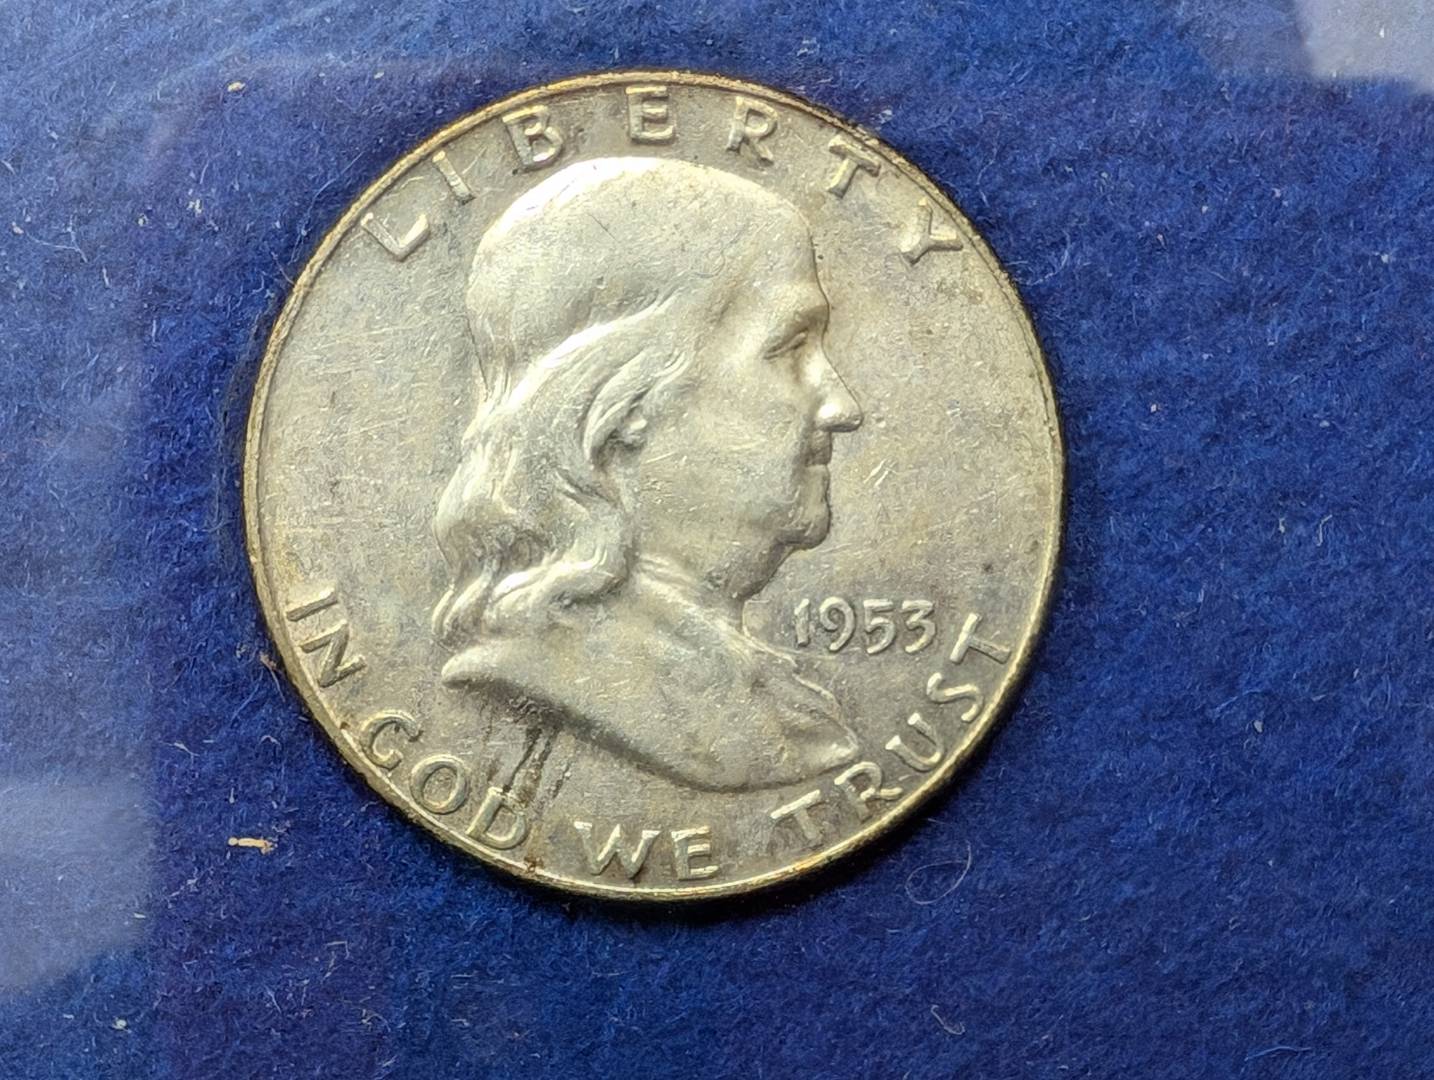 LIBERTY
1953
IN GOD WE TRUST